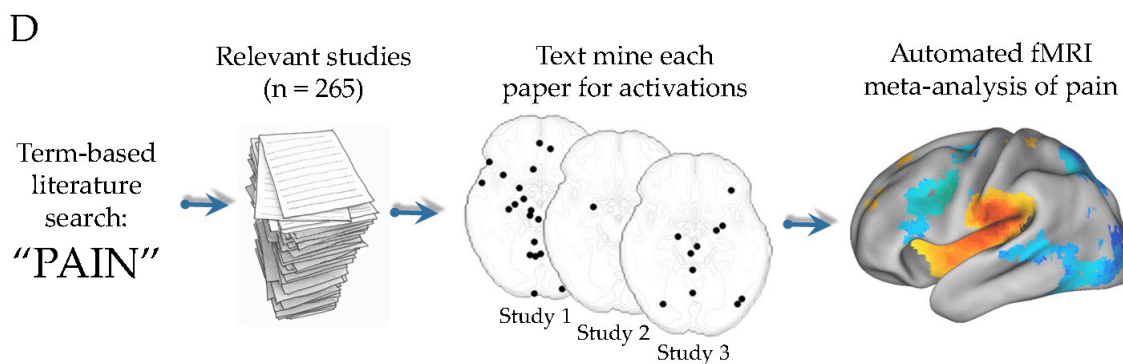 D
Relevant studies
(n = 265)
Text mine each
paper for activations
Automated fMRI
meta-analysis of pain
Term-based
literature
search:
“PAIN”
Study 1
Study 2
Study 3